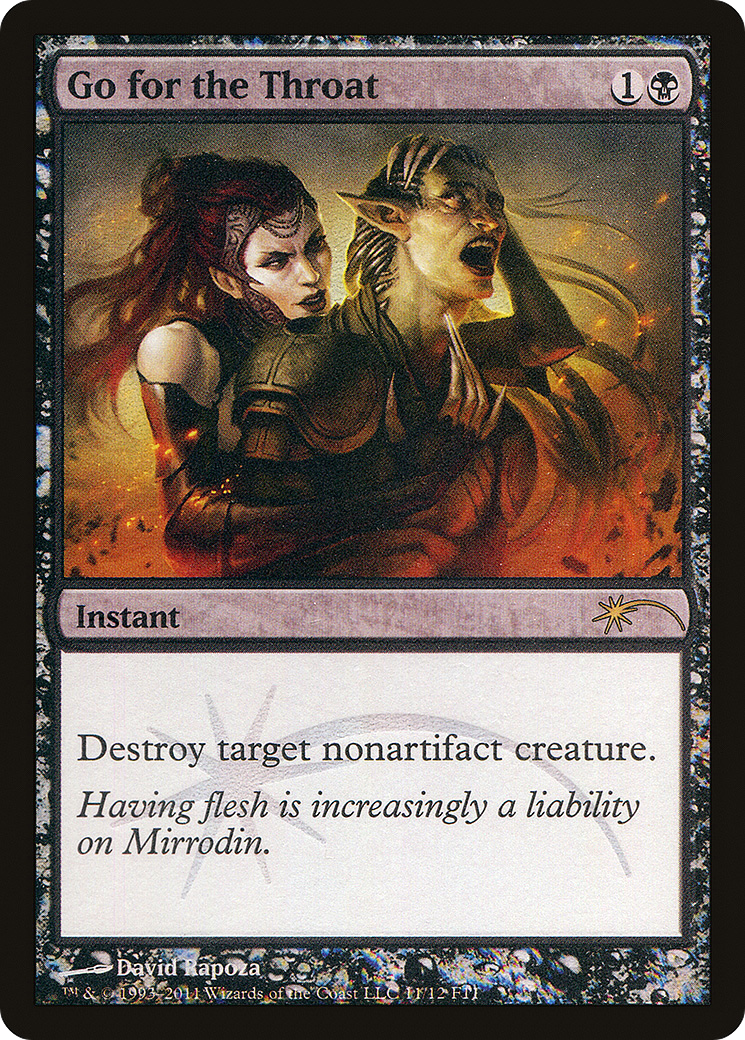 Go for the Throat 1
Instant
Destroy target nonartifact creature.
Having flesh is increasingly a liability
on Mirrodin.
David Rapoza
™ & © 1993–2011 Wizards of the Coast LLC 11/12 F11